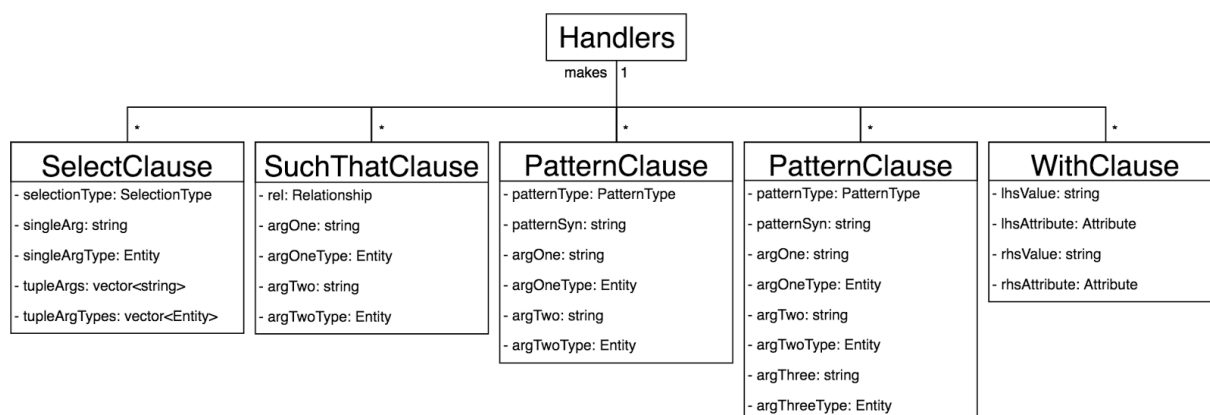 Handlers
makes 1
* * * * *
SelectClause
- selectionType: SelectionType
- singleArg: string
- singleArgType: Entity
- tupleArgs: vector<string>
- tupleArgTypes: vector<Entity>
SuchThatClause
- rel: Relationship
- argOne: string
- argOneType: Entity
- argTwo: string
- argTwoType: Entity
PatternClause
- patternType: PatternType
- patternSyn: string
- argOne: string
- argOneType: Entity
- argTwo: string
- argTwoType: Entity
PatternClause
- patternType: PatternType
- patternSyn: string
- argOne: string
- argOneType: Entity
- argTwo: string
- argTwoType: Entity
- argThree: string
- argThreeType: Entity
WithClause
- lhsValue: string
- lhsAttribute: Attribute
- rhsValue: string
- rhsAttribute: Attribute